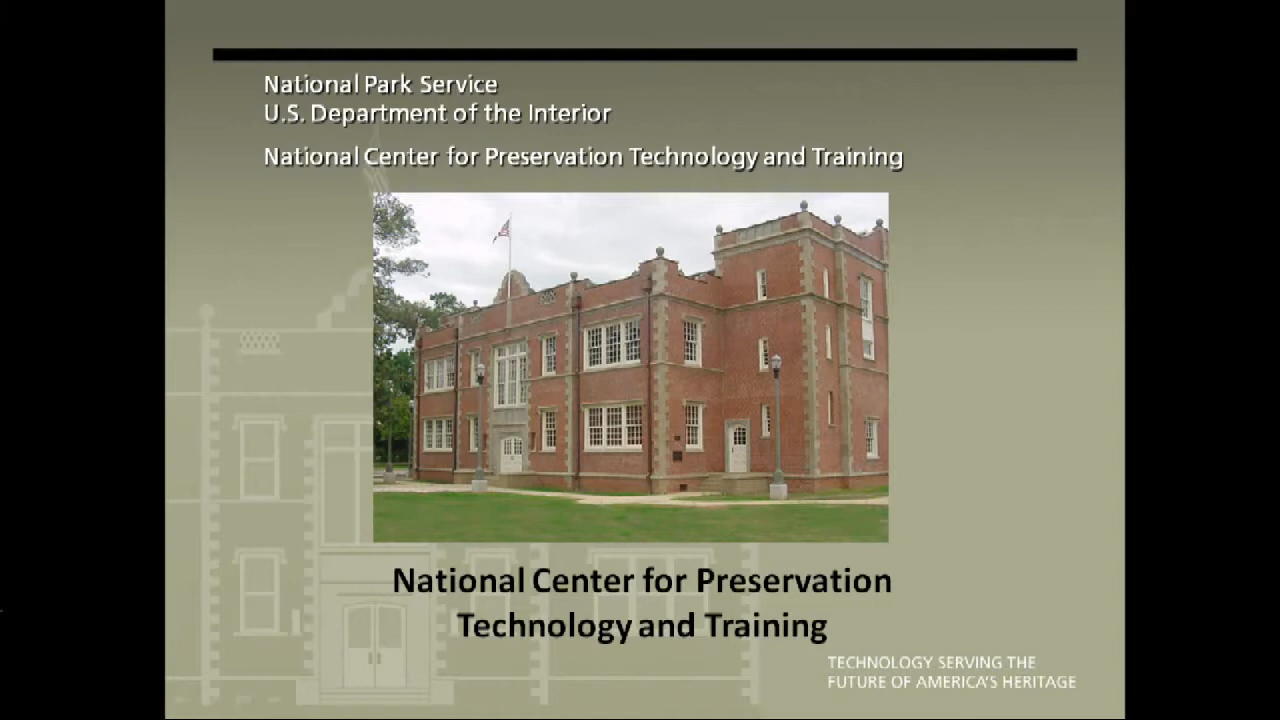 National Park Service
U.S. Department of the Interior
National Center for Preservation Technology and Training
National Center for Preservation
Technology and Training
TECHNOLOGY SERVING THE
FUTURE OF AMERICA'S HERITAGE